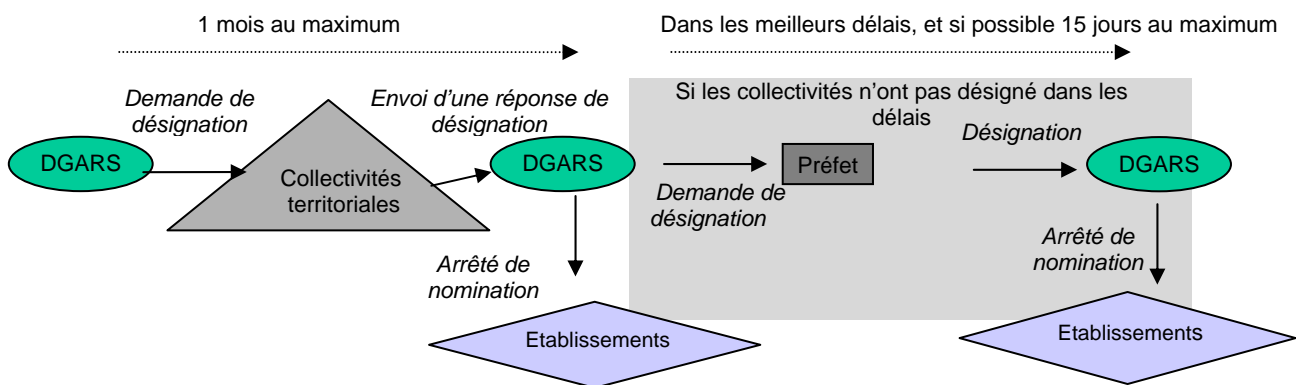 1 mois au maximum
Dans les meilleurs délais, et si possible 15 jours au maximum
Demande de
désignation
Envoi d'une réponse de
désignation
Si les collectivités n'ont pas désigné dans les
délais
Désignation
DGARS
Collectivités
territoriales
DGARS
Demande de
désignation
Préfet
DGARS
Arrêté de
nomination
Arrêté de
nomination
Etablissements
Etablissements